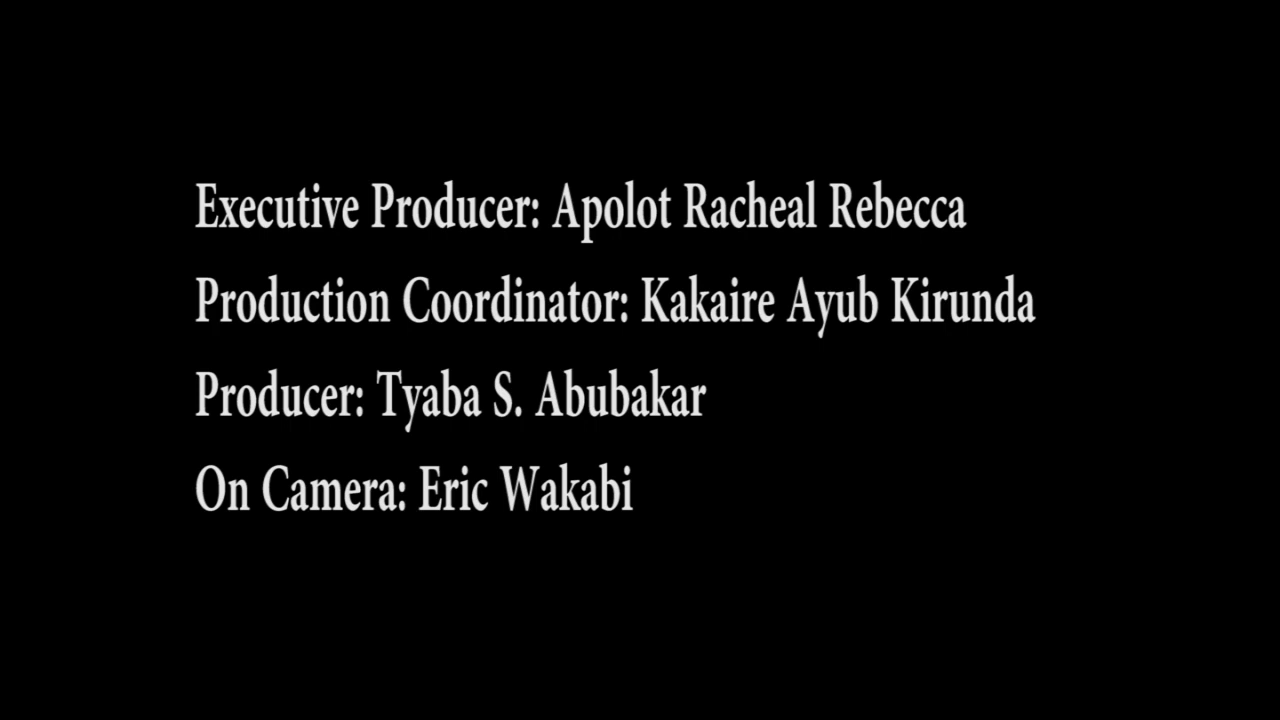 Executive Producer: Apolot Racheal Rebecca
Production Coordinator: Kakaire Ayub Kirunda
Producer: Tyaba S. Abubakar
On Camera: Eric Wakabi